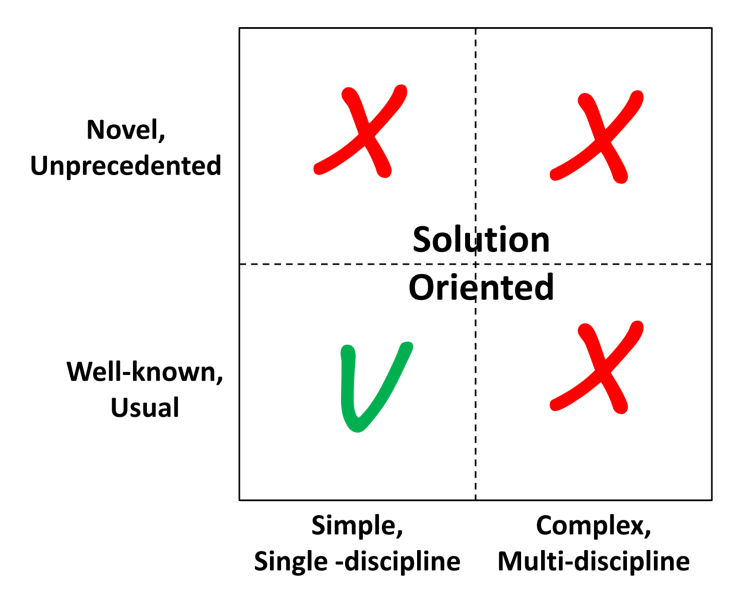 Novel,
Unprecedented
Solution
Oriented
Well-known,
Usual
Simple,
Single -discipline
Complex,
Multi-discipline